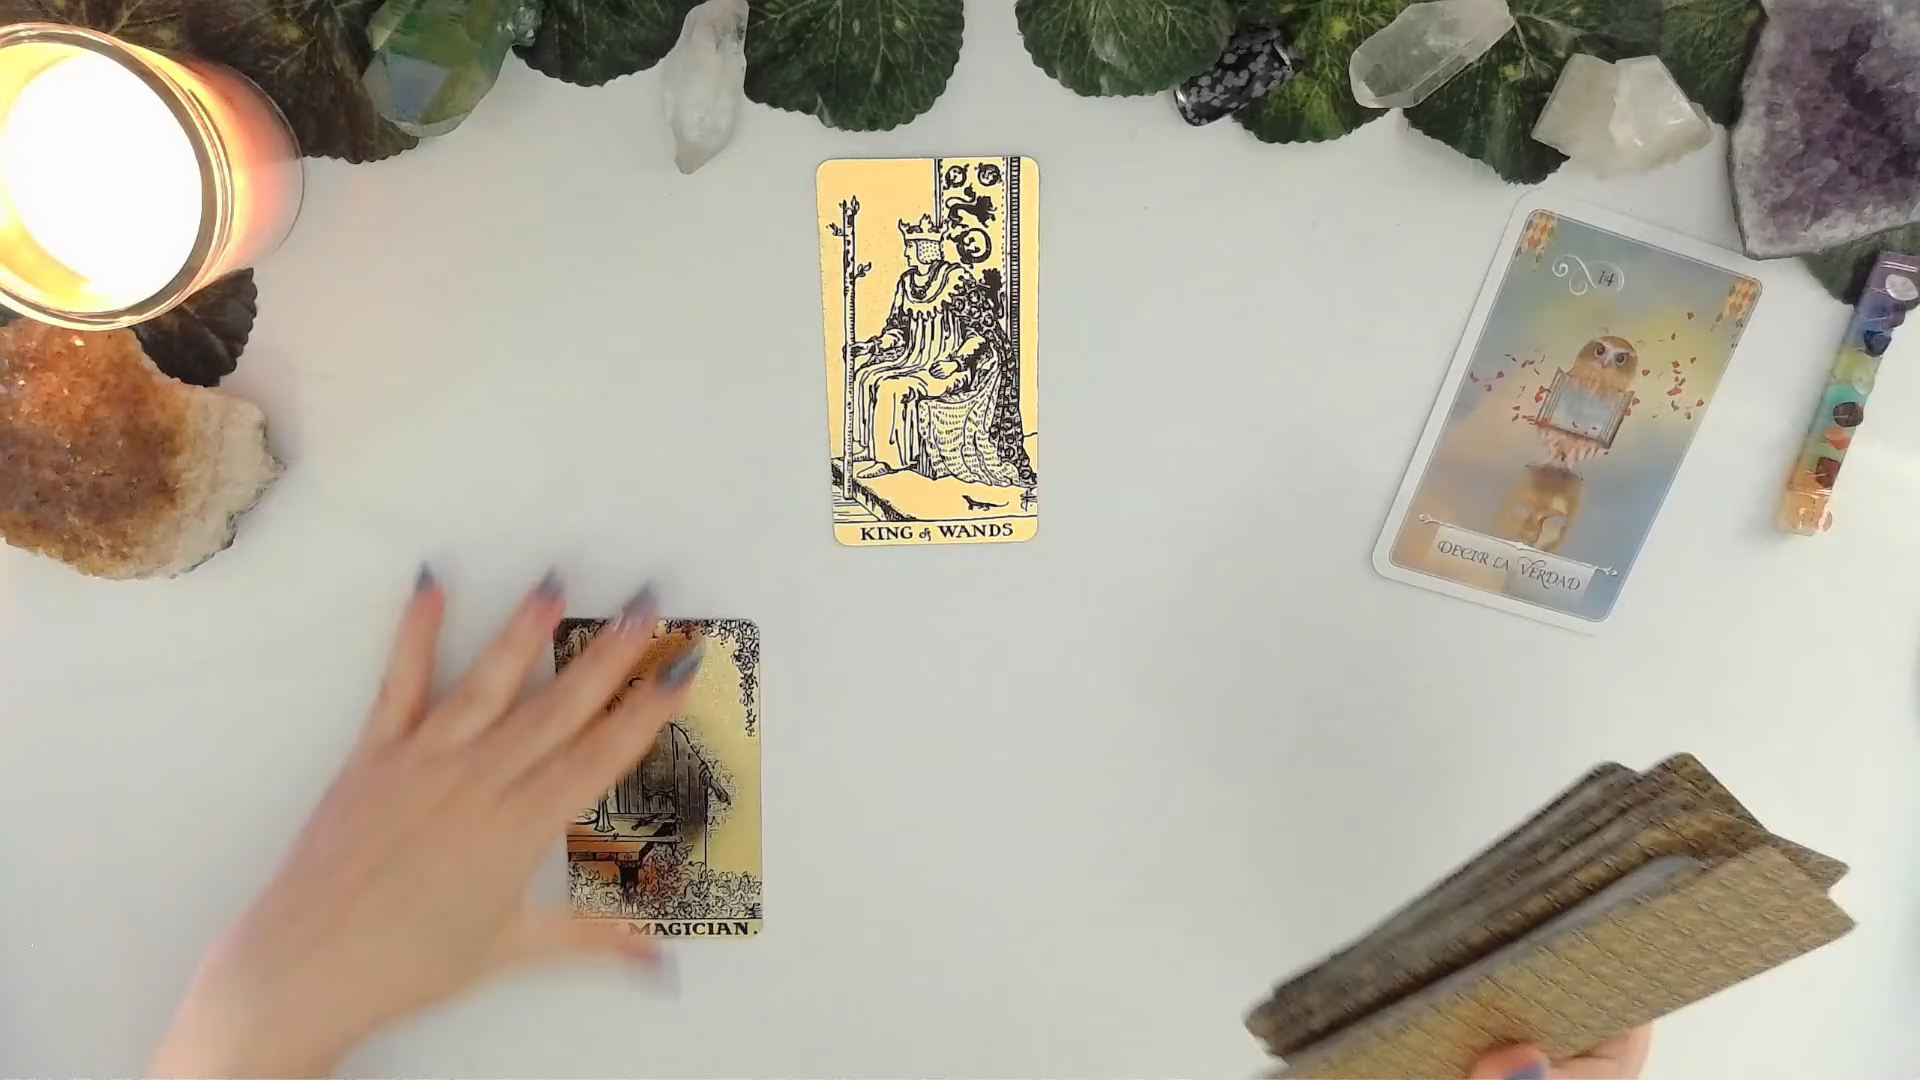 KING of WANDS
14
DECIR LA VERDAD
MAGICIAN.